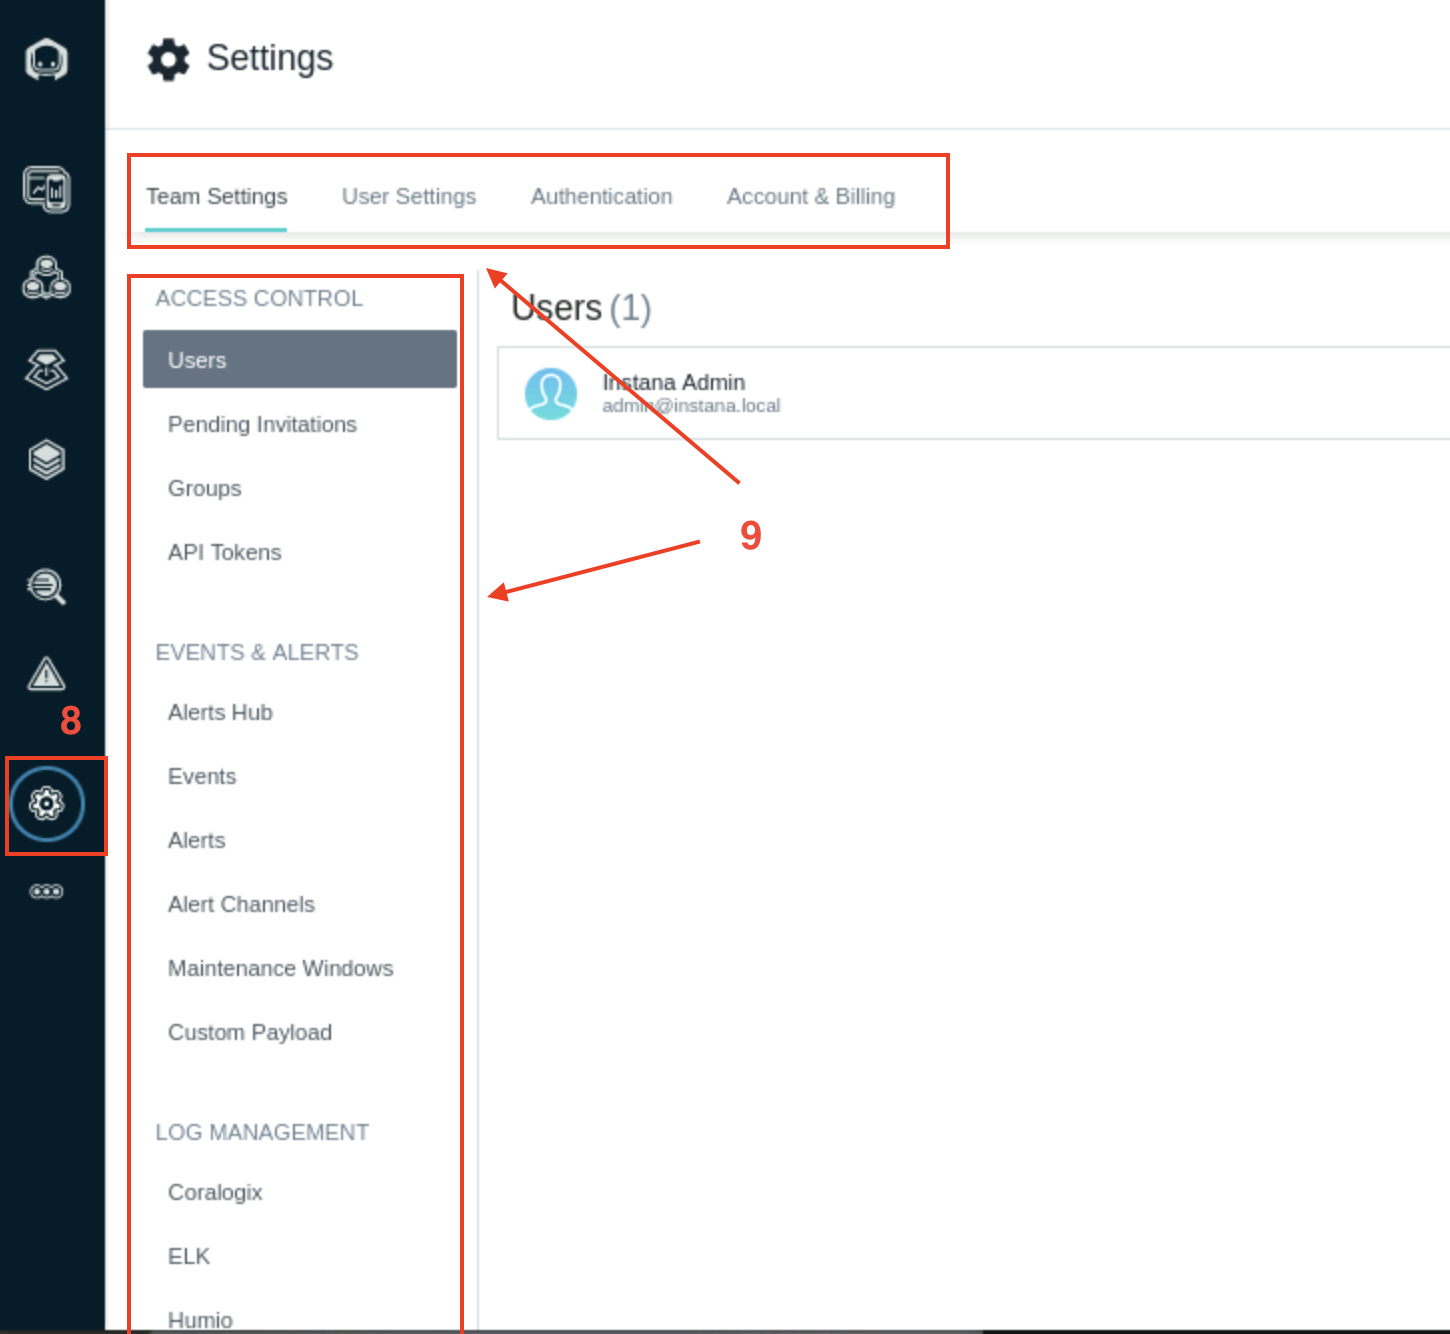 Settings
Team Settings User Settings Authentication Account & Billing
ACCESS CONTROL
Users
Pending Invitations
Groups
API Tokens
EVENTS & ALERTS
Alerts Hub
Events
Alerts
Alert Channels
Maintenance Windows
Custom Payload
LOG MANAGEMENT
Coralogix
ELK
Humio
Users (1)
Instana Admin
admin@instana.local
9
8